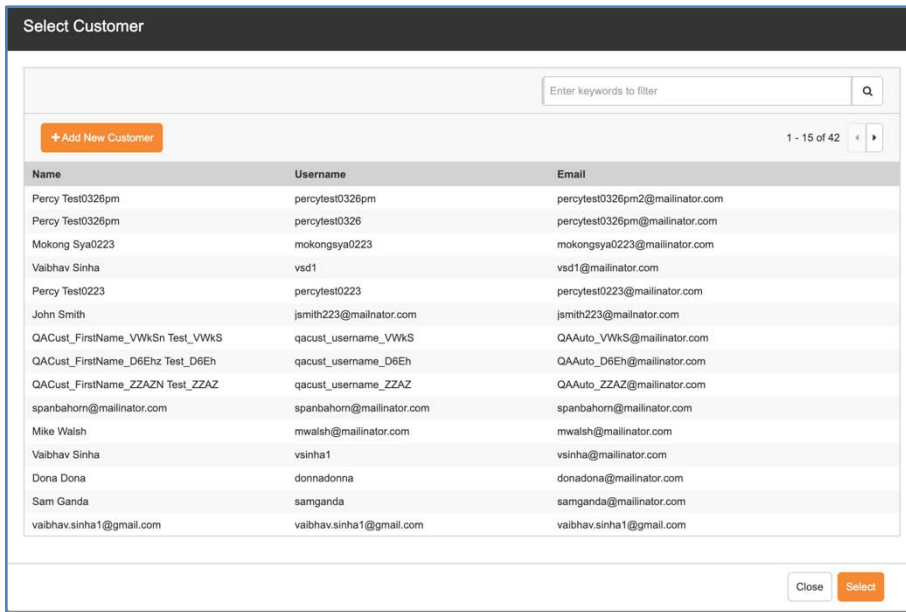 Select Customer
Enter keywords to filter
+ Add New Customer 1 - 15 of 42
Name Username Email
Percy Test0326pm percytest0326pm percytest0326pm2@mailinator.com
Percy Test0326pm percytest0326 percytest0326pm@mailinator.com
Mokong Sya0223 mokongsya0223 mokongsya0223@mailinator.com
Vaibhav Sinha vsd1 vsd1@mailinator.com
Percy Test0223 percytest0223 percytest0223@mailinator.com
John Smith jsmith223@mailnator.com jsmith223@mailnator.com
QACust_FirstName_VWkSn Test_VWkS qacust_username_VWkS QAAuto_VWkS@mailinator.com
QACust_FirstName_D6Ehz Test_D6Eh qacust_username_D6Eh QAAuto_D6Eh@mailinator.com
QACust_FirstName_ZZAZN Test_ZZAZ qacust_username_ZZAZ QAAuto_ZZAZ@mailinator.com
spanbahorn@mailinator.com spanbahorn@mailinator.com spanbahorn@mailinator.com
Mike Walsh mwalsh@mailinator.com mwalsh@mailinator.com
Vaibhav Sinha vsinha1 vsinha@mailinator.com
Dona Dona donnadonna donadona@mailinator.com
Sam Ganda samganda samganda@mailinator.com
vaibhav.sinha1@gmail.com vaibhav.sinha1@gmail.com vaibhav.sinha1@gmail.com
Close Select